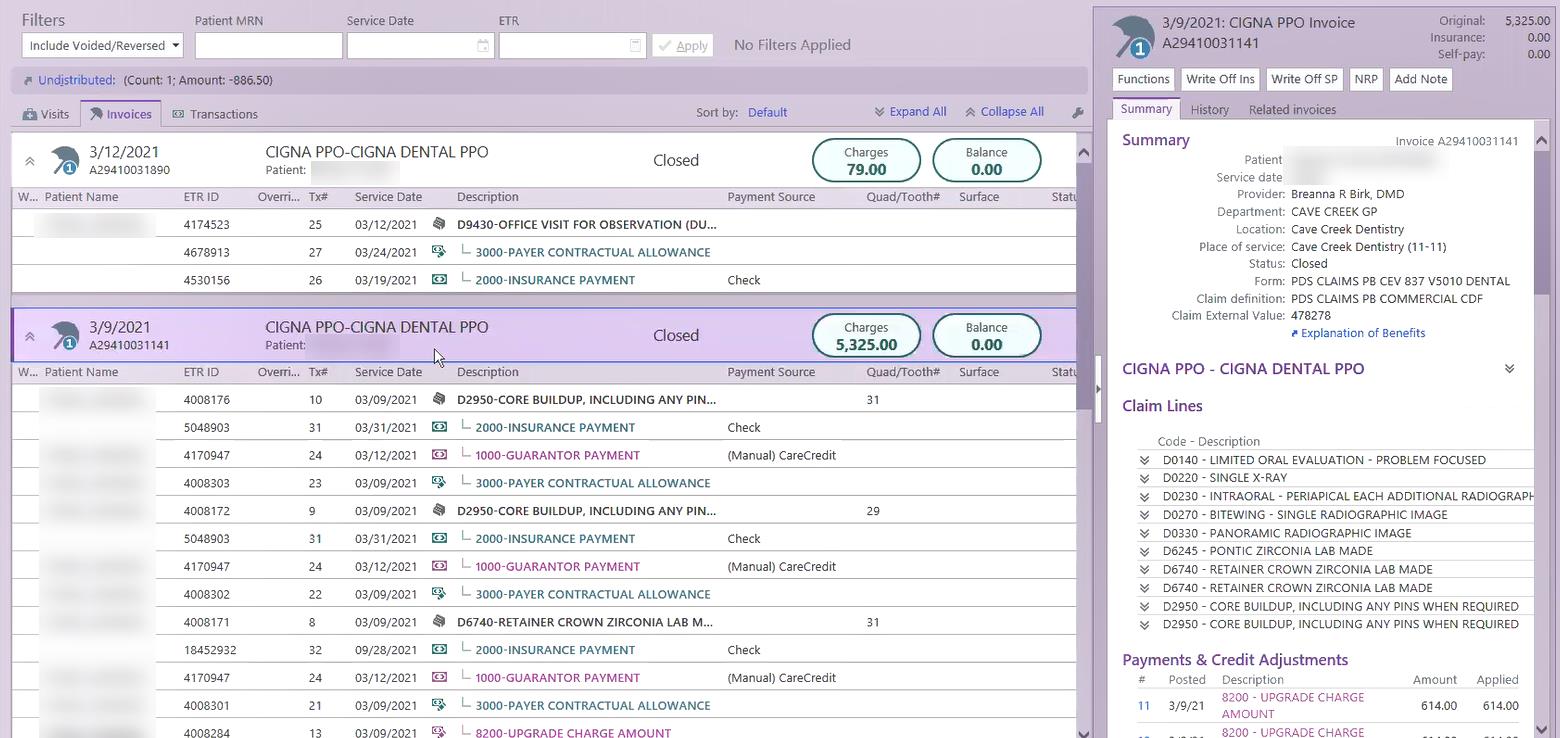 Filters
Patient MRN Service Date ETR
Include Voided/Reversed Apply No Filters Applied
Undistributed: (Count: 1; Amount: -886.50)
Visits Invoices Transactions Sort by: Default Expand All Collapse All
3/12/2021 CIGNA PPO-CIGNA DENTAL PPO Closed Charges 79.00 Balance 0.00
A29410031890 Patient:
W... Patient Name ETR ID Overri... Tx# Service Date Description Payment Source Quad/Tooth# Surface Statu
4174523 25 03/12/2021 D9430-OFFICE VISIT FOR OBSERVATION (DU...
4678913 27 03/24/2021 3000-PAYER CONTRACTUAL ALLOWANCE
4530156 26 03/19/2021 2000-INSURANCE PAYMENT Check
3/9/2021 CIGNA PPO-CIGNA DENTAL PPO Closed Charges 5,325.00 Balance 0.00
A29410031141 Patient:
W... Patient Name ETR ID Overri... Tx# Service Date Description Payment Source Quad/Tooth# Surface Statu
4008176 10 03/09/2021 D2950-CORE BUILDUP, INCLUDING ANY PIN... 31
5048903 31 03/31/2021 2000-INSURANCE PAYMENT Check
4170947 24 03/12/2021 1000-GUARANTOR PAYMENT (Manual) CareCredit
4008303 23 03/09/2021 3000-PAYER CONTRACTUAL ALLOWANCE
4008172 9 03/09/2021 D2950-CORE BUILDUP, INCLUDING ANY PIN... 29
5048903 31 03/31/2021 2000-INSURANCE PAYMENT Check
4170947 24 03/12/2021 1000-GUARANTOR PAYMENT (Manual) CareCredit
4008302 22 03/09/2021 3000-PAYER CONTRACTUAL ALLOWANCE
4008171 8 03/09/2021 D6740-RETAINER CROWN ZIRCONIA LAB M... 31
18452932 32 09/28/2021 2000-INSURANCE PAYMENT Check
4170947 24 03/12/2021 1000-GUARANTOR PAYMENT (Manual) CareCredit
4008301 21 03/09/2021 3000-PAYER CONTRACTUAL ALLOWANCE
4008284 13 03/09/2021 8200-UPGRADE CHARGE AMOUNT
3/9/2021: CIGNA PPO Invoice Original: 5,325.00
A29410031141 Insurance: 0.00
Self-pay: 0.00
Functions Write Off Ins Write Off SP NRP Add Note
Summary History Related invoices
Summary Invoice A29410031141
Patient
Service date
Provider: Breanna R Birk, DMD
Department: CAVE CREEK GP
Location: Cave Creek Dentistry
Place of service: Cave Creek Dentistry (11-11)
Status: Closed
Form: PDS CLAIMS PB CEV 837 V5010 DENTAL
Claim definition: PDS CLAIMS PB COMMERCIAL CDF
Claim External Value: 478278
Explanation of Benefits
CIGNA PPO - CIGNA DENTAL PPO
Claim Lines
Code - Description
D0140 - LIMITED ORAL EVALUATION - PROBLEM FOCUSED
D0220 - SINGLE X-RAY
D0230 - INTRAORAL - PERIAPICAL EACH ADDITIONAL RADIOGRAPH
D0270 - BITEWING - SINGLE RADIOGRAPHIC IMAGE
D0330 - PANORAMIC RADIOGRAPHIC IMAGE
D6245 - PONTIC ZIRCONIA LAB MADE
D6740 - RETAINER CROWN ZIRCONIA LAB MADE
D6740 - RETAINER CROWN ZIRCONIA LAB MADE
D2950 - CORE BUILDUP, INCLUDING ANY PINS WHEN REQUIRED
D2950 - CORE BUILDUP, INCLUDING ANY PINS WHEN REQUIRED
Payments & Credit Adjustments
# Posted Description Amount Applied
11 3/9/21 8200 - UPGRADE CHARGE AMOUNT 614.00 614.00
8200 - UPGRADE CHARGE